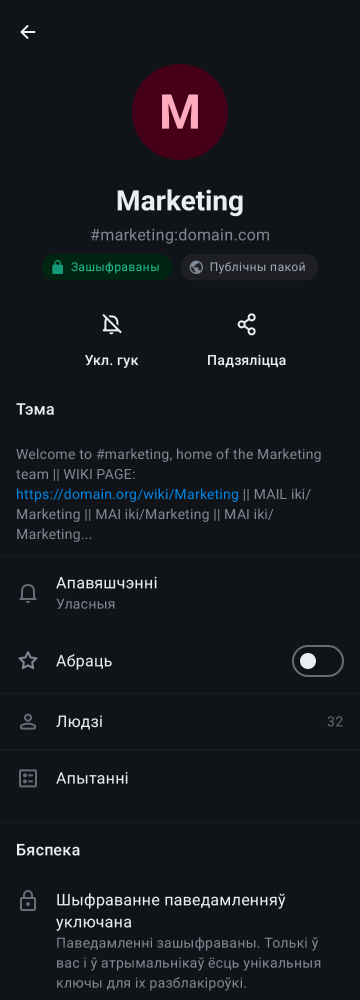 M
Marketing
#marketing:domain.com
Зашыфраваны
Публічны пакой
Укл. гук
Падзяліцца
Тэма
Welcome to #marketing, home of the Marketing
team || WIKI PAGE:
https://domain.org/wiki/Marketing || MAIL iki/
Marketing || MAI iki/Marketing || MAI iki/
Marketing...
Апавяшчэнні
Уласныя
Абраць
Людзі 32
Апытанні
Бяспека
Шыфраванне паведамленняў
уключана
Паведамленні зашыфраваны. Толькі ў
вас і ў атрымальнікаў ёсць унікальныя
ключы для іх разблакіроўкі.